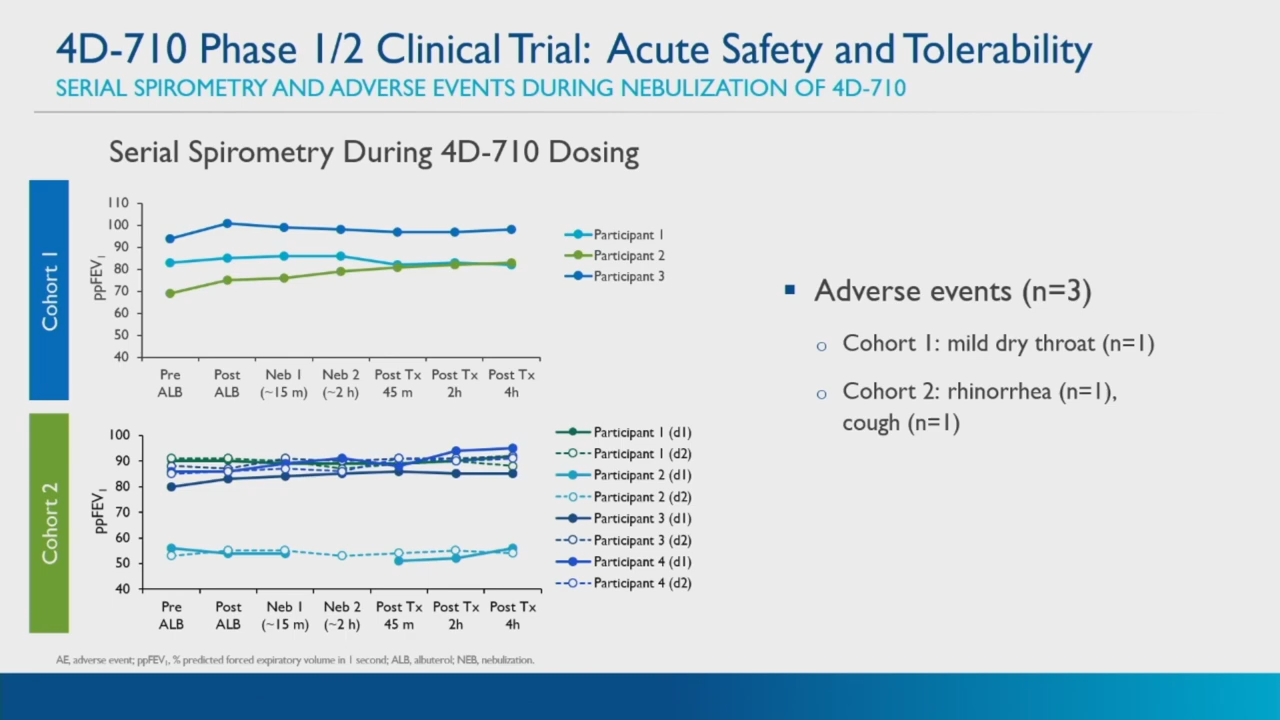 4D-710 Phase 1/2 Clinical Trial: Acute Safety and Tolerability
SERIAL SPIROMETRY AND ADVERSE EVENTS DURING NEBULIZATION OF 4D-710
Serial Spirometry During 4D-710 Dosing
Cohort 1
ppFEV1
110
100
90
80
70
60
50
40
Pre ALB
Post ALB
Neb 1 (~15 m)
Neb 2 (~2 h)
Post Tx 45 m
Post Tx 2h
Post Tx 4h
Participant 1
Participant 2
Participant 3
Cohort 2
ppFEV1
100
90
80
70
60
50
40
Pre ALB
Post ALB
Neb 1 (~15 m)
Neb 2 (~2 h)
Post Tx 45 m
Post Tx 2h
Post Tx 4h
Participant 1 (d1)
Participant 1 (d2)
Participant 2 (d1)
Participant 2 (d2)
Participant 3 (d1)
Participant 3 (d2)
Participant 4 (d1)
Participant 4 (d2)
▪ Adverse events (n=3)
o Cohort 1: mild dry throat (n=1)
o Cohort 2: rhinorrhea (n=1),
cough (n=1)
AE, adverse event; ppFEV1, % predicted forced expiratory volume in 1 second; ALB, albuterol; NEB, nebulization.